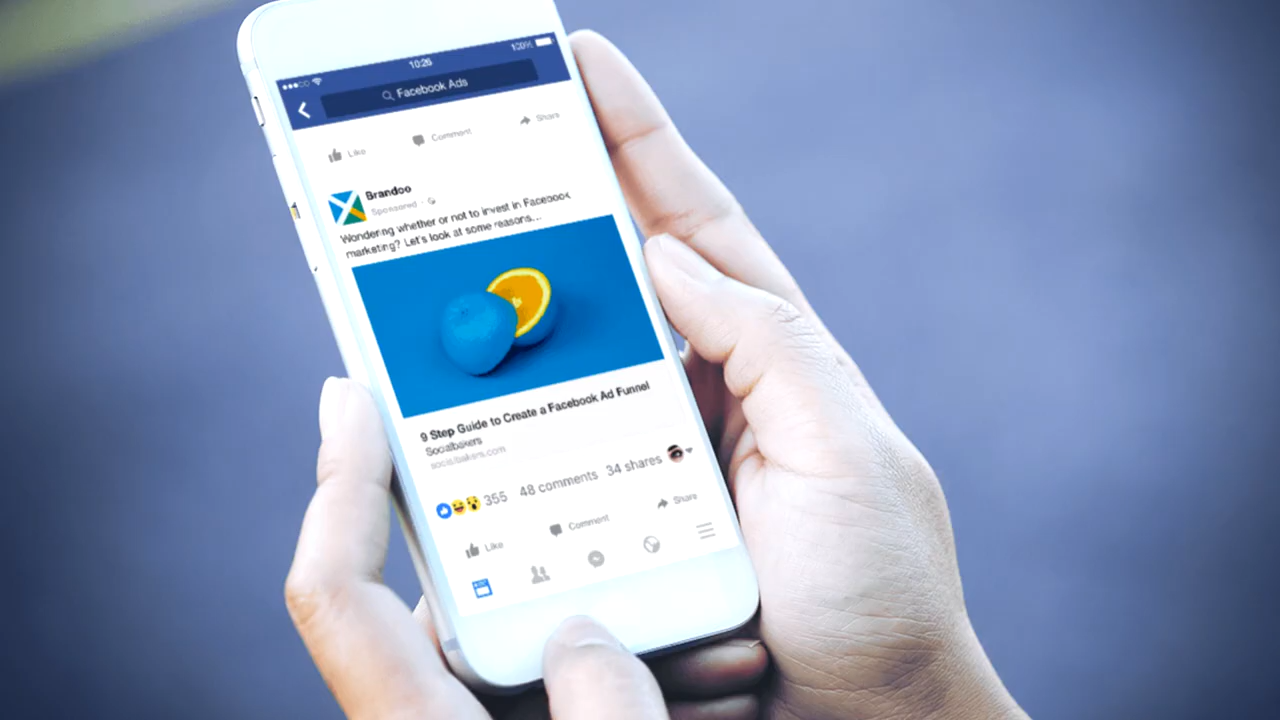 10:26
100%
Facebook Ads
Like
Comment
Share
Brandoo
Sponsored ·
Wondering whether or not to invest in Facebook
marketing? Let's look at some reasons...
9 Step Guide to Create a Facebook Ad Funnel
Socialbakers
socialbakers.com
355 48 comments 34 shares
Like
Comment
Share